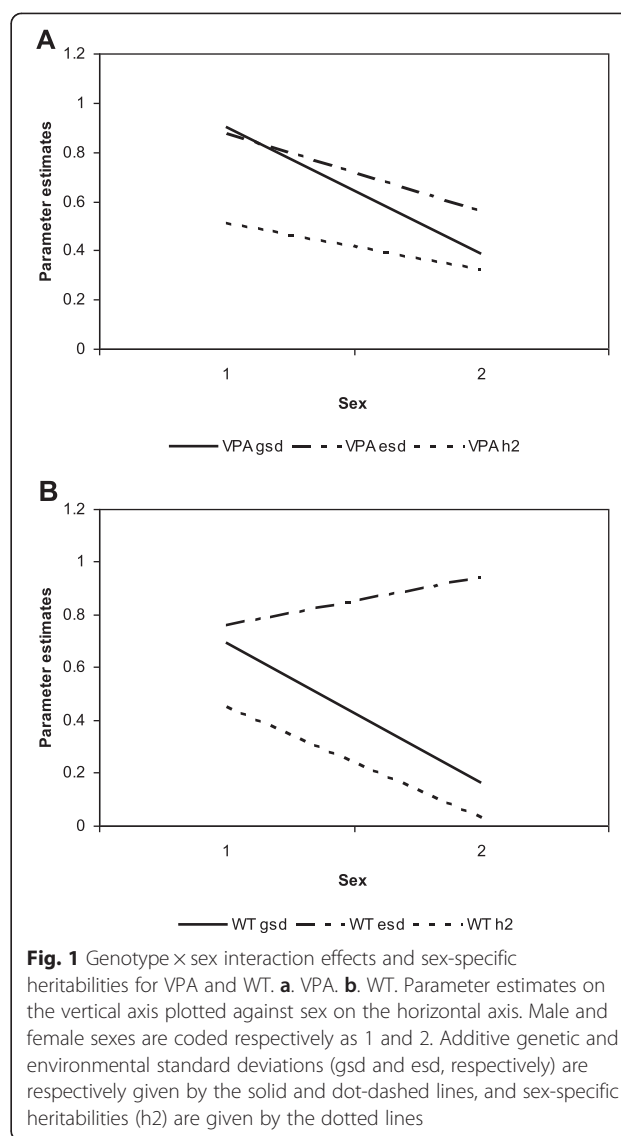 A
1.2
1
0.8
0.6
0.4
0.2
0
Parameter estimates
1 2
Sex
VPA gsd VPA esd VPA h2
B
1.2
1
0.8
0.6
0.4
0.2
0
Parameter estimates
1 2
Sex
WT gsd WT esd WT h2
Fig. 1 Genotype × sex interaction effects and sex-specific
heritabilities for VPA and WT. a. VPA. b. WT. Parameter estimates on
the vertical axis plotted against sex on the horizontal axis. Male and
female sexes are coded respectively as 1 and 2. Additive genetic and
environmental standard deviations (gsd and esd, respectively) are
respectively given by the solid and dot-dashed lines, and sex-specific
heritabilities (h2) are given by the dotted lines